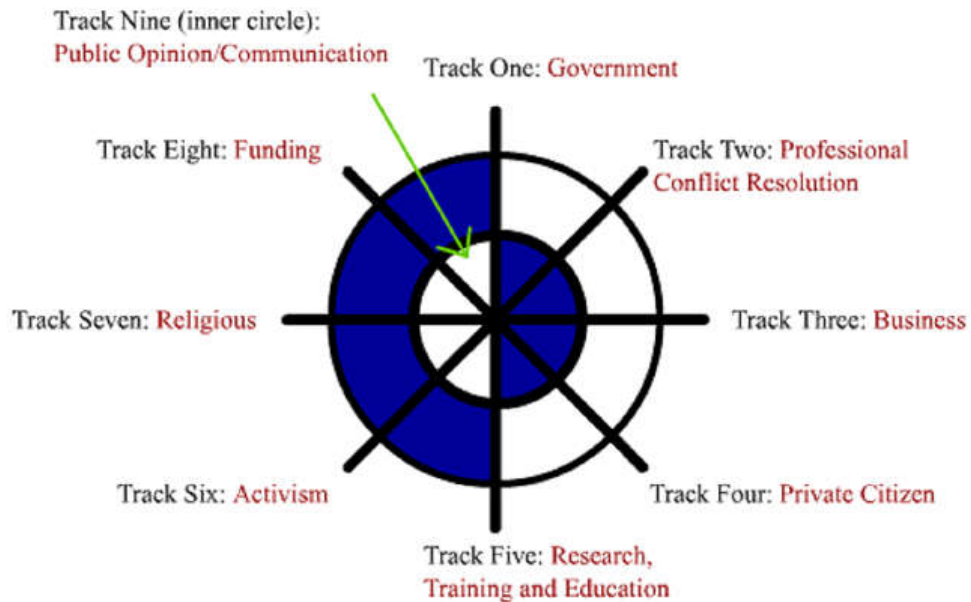 Track Nine (inner circle):
Public Opinion/Communication
Track One: Government
Track Eight: Funding
Track Two: Professional
Conflict Resolution
Track Seven: Religious
Track Three: Business
Track Six: Activism
Track Four: Private Citizen
Track Five: Research,
Training and Education